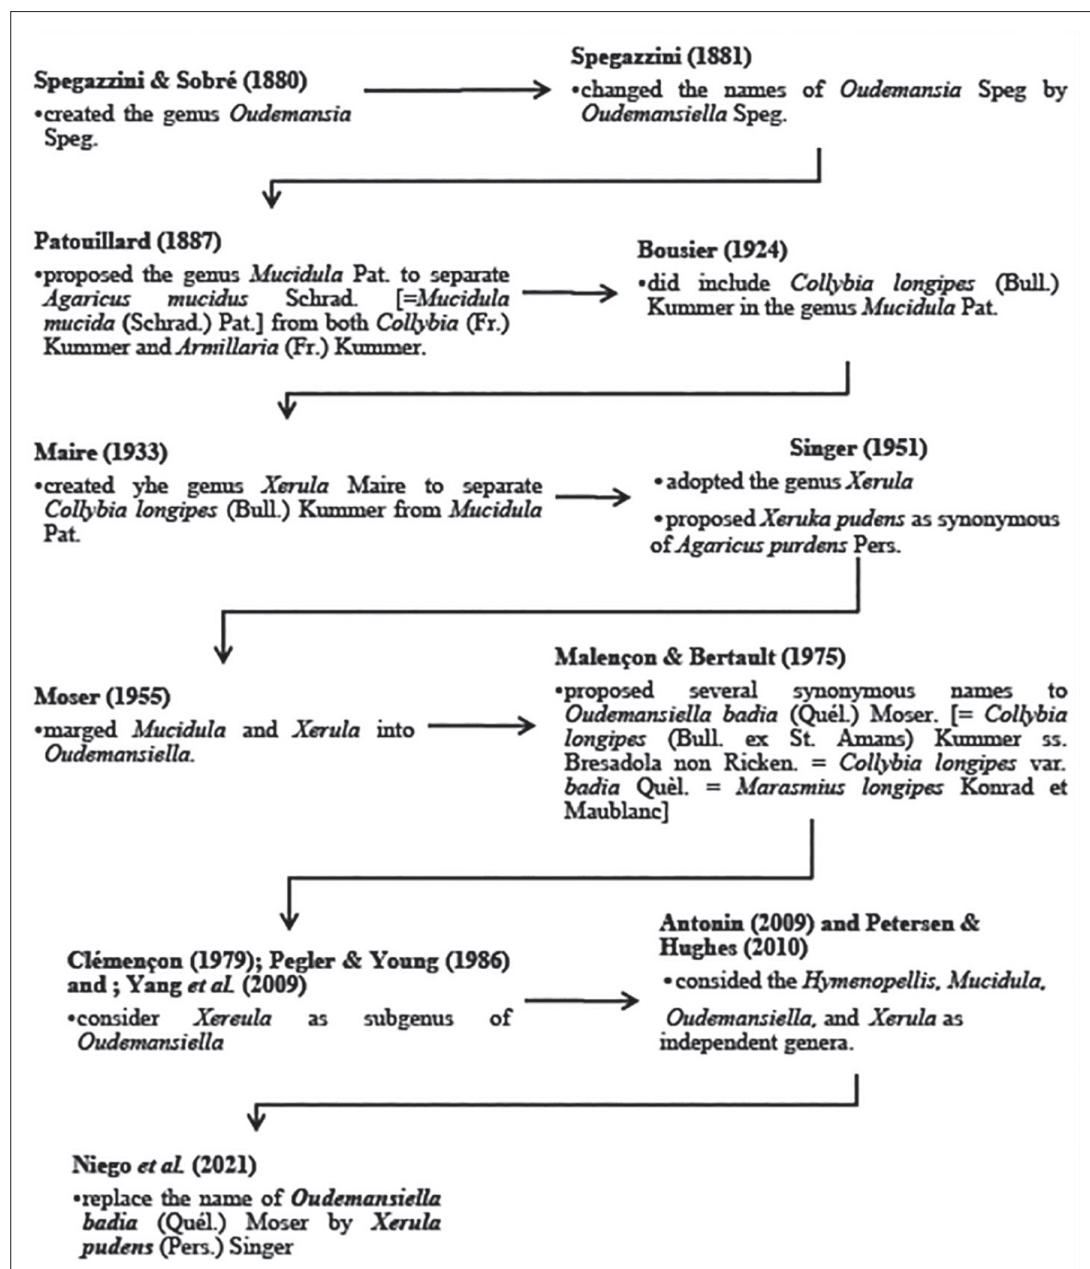 Spegazzini & Sobré (1880)
•created the genus Oudemansia
Speg.
Spegazzini (1881)
•changed the names of Oudemansia Speg by
Oudemansiella Speg.
Patouillard (1887)
•proposed the genus Mucidula Pat. to separate
Agaricus mucidus Schrad. [=Mucidula
mucida (Schrad.) Pat.] from both Collybia (Fr.)
Kummer and Armillaria (Fr.) Kummer.
Bousier (1924)
•did include Collybia longipes (Bull.)
Kummer in the genus Mucidula Pat.
Maire (1933)
•created yhe genus Xerula Maire to separate
Collybia longipes (Bull.) Kummer from Mucidula
Pat.
Singer (1951)
•adopted the genus Xerula
•proposed Xeruka pudens as synonymous
of Agaricus purdens Pers.
Moser (1955)
•marged Mucidula and Xerula into
Oudemansiella.
Malençon & Bertault (1975)
•proposed several synonymous names to
Oudemansiella badia (Quél.) Moser. [= Collybia
longipes (Bull. ex St. Amans) Kummer ss.
Bresadola non Ricken. = Collybia longipes var.
badia Quèl. = Marasmius longipes Konrad et
Maublanc]
Clémençon (1979); Pegler & Young (1986)
and ; Yang et al. (2009)
•consider Xereula as subgenus of
Oudemansiella
Antonin (2009) and Petersen &
Hughes (2010)
•consided the Hymenopellis, Mucidula,
Oudemansiella, and Xerula as
independent genera.
Niego et al. (2021)
•replace the name of Oudemansiella
badia (Quél.) Moser by Xerula
pudens (Pers.) Singer